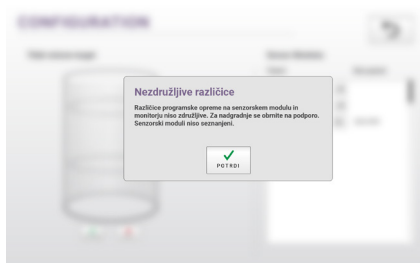 CONFIGURATION
Nezdružljive različice
Različice programske opreme na senzorskem modulu in
monitorju niso združljive. Za nadgradnje se obrnite na podporo.
Senzorski moduli niso seznanjeni.
POTRDI